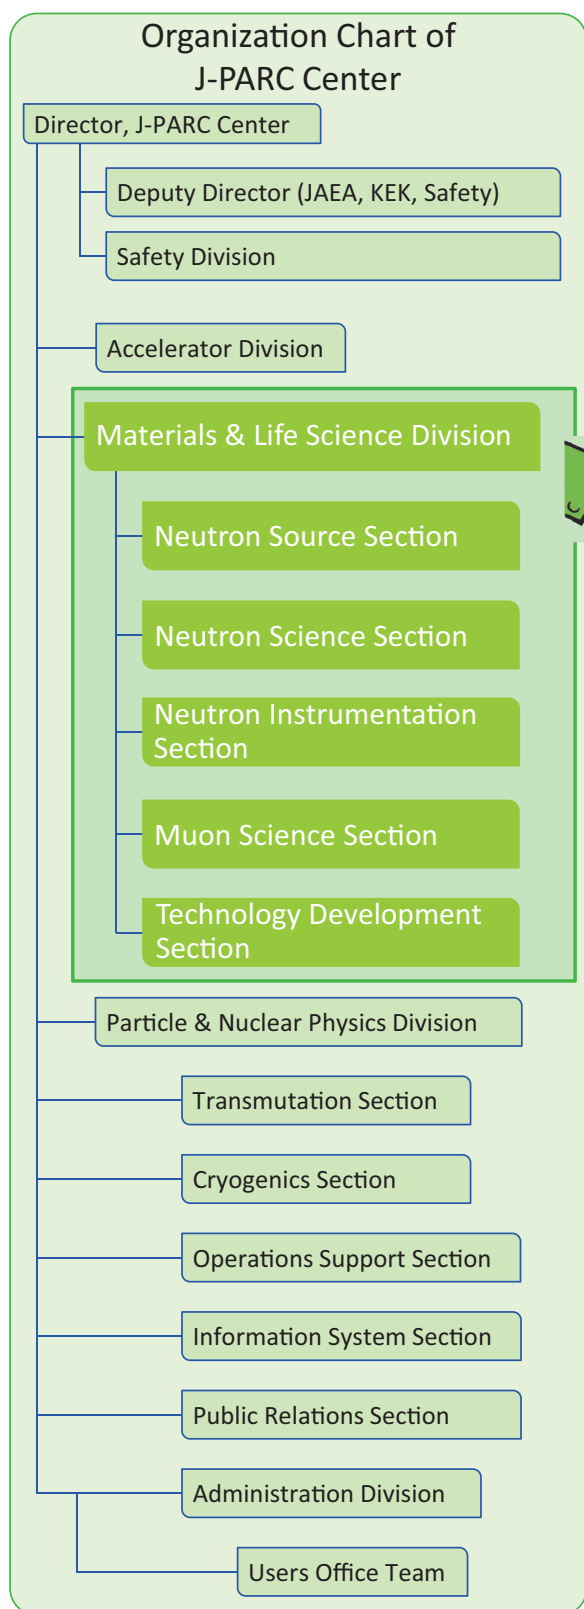 Organization Chart of
J-PARC Center
Director, J-PARC Center
Deputy Director (JAEA, KEK, Safety)
Safety Division
Accelerator Division
Materials & Life Science Division
Neutron Source Section
Neutron Science Section
Neutron Instrumentation
Section
Muon Science Section
Technology Development
Section
Particle & Nuclear Physics Division
Transmutation Section
Cryogenics Section
Operations Support Section
Information System Section
Public Relations Section
Administration Division
Users Office Team